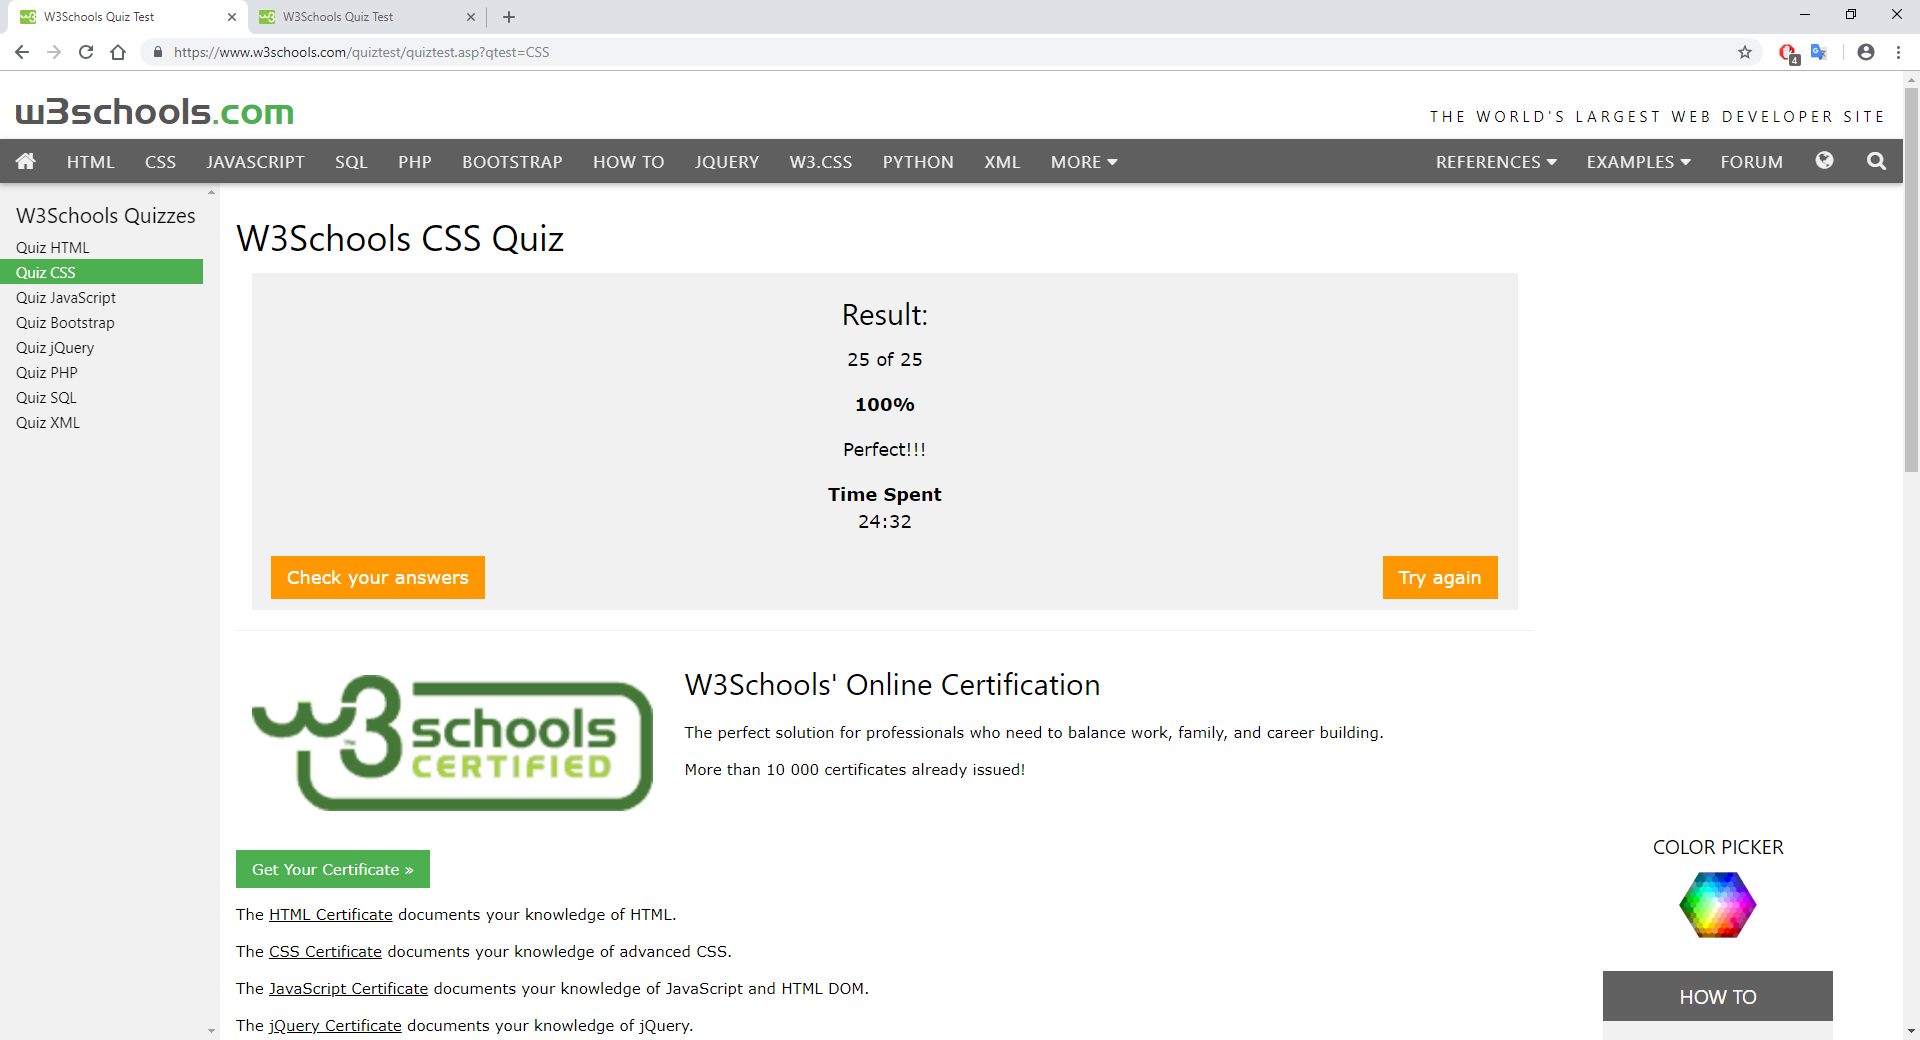 W3Schools Quiz Test
W3Schools Quiz Test
https://www.w3schools.com/quiztest/quiztest.asp?qtest=CSS
4
w3schools.com
THE WORLD'S LARGEST WEB DEVELOPER SITE
HTML CSS JAVASCRIPT SQL PHP BOOTSTRAP HOW TO JQUERY W3.CSS PYTHON XML MORE REFERENCES EXAMPLES FORUM
W3Schools Quizzes
Quiz HTML
Quiz CSS
Quiz JavaScript
Quiz Bootstrap
Quiz jQuery
Quiz PHP
Quiz SQL
Quiz XML
W3Schools CSS Quiz
Result:
25 of 25
100%
Perfect!!!
Time Spent
24:32
Check your answers
Try again
w3schools CERTIFIED
W3Schools' Online Certification
The perfect solution for professionals who need to balance work, family, and career building.
More than 10 000 certificates already issued!
Get Your Certificate »
The HTML Certificate documents your knowledge of HTML.
The CSS Certificate documents your knowledge of advanced CSS.
The JavaScript Certificate documents your knowledge of JavaScript and HTML DOM.
The jQuery Certificate documents your knowledge of jQuery.
COLOR PICKER
HOW TO